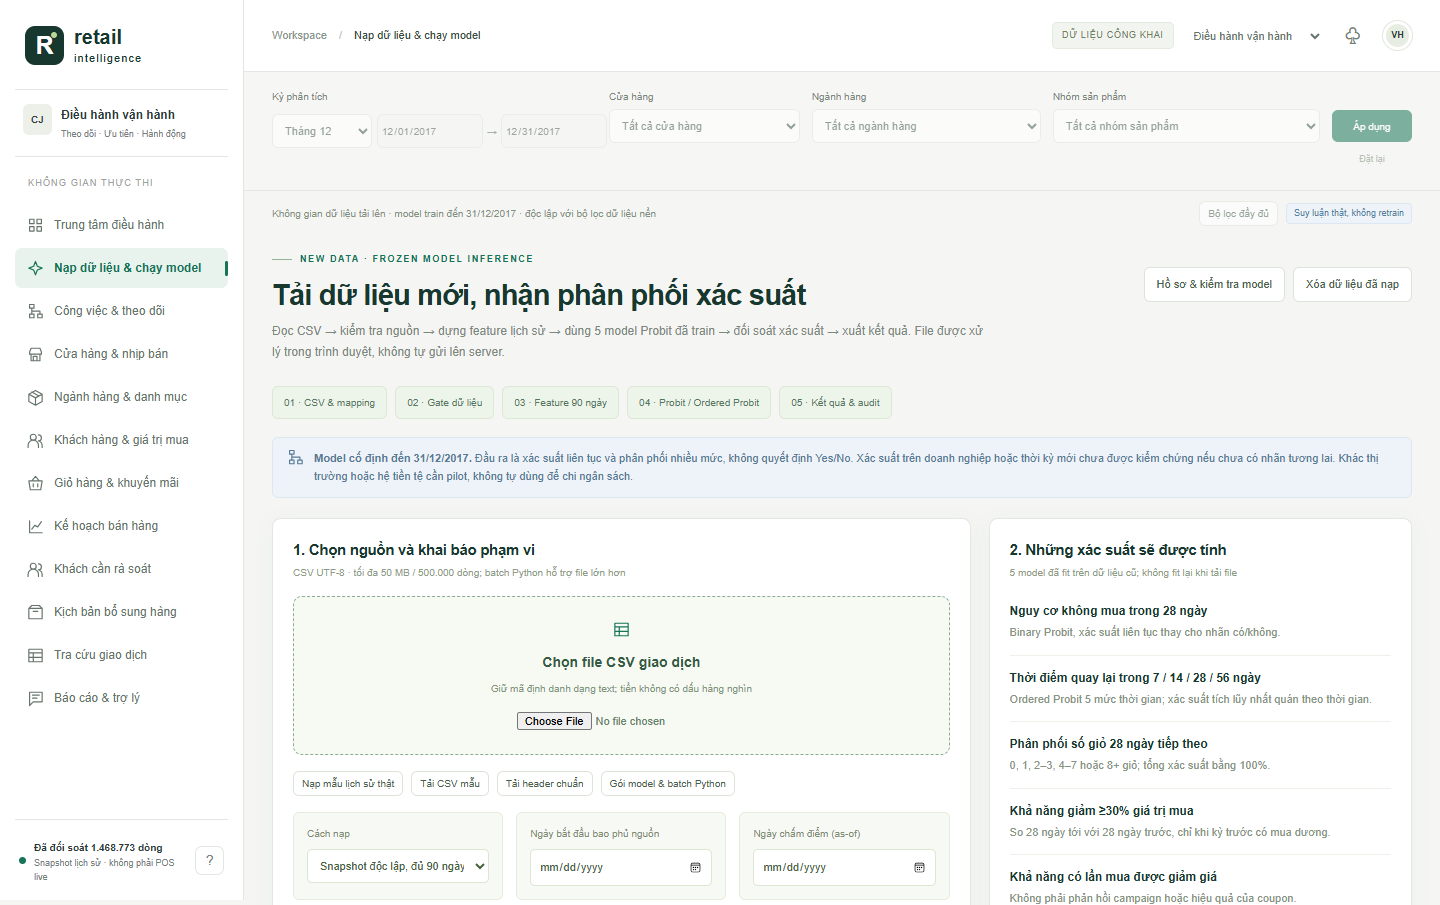 R
retail
intelligence
CJ
Điều hành vận hành
Theo dõi · Ưu tiên · Hành động
KHÔNG GIAN THỰC THI
Trung tâm điều hành
Nạp dữ liệu & chạy model
Công việc & theo dõi
Cửa hàng & nhịp bán
Ngành hàng & danh mục
Khách hàng & giá trị mua
Giỏ hàng & khuyến mãi
Kế hoạch bán hàng
Khách cần rà soát
Kịch bản bổ sung hàng
Tra cứu giao dịch
Báo cáo & trợ lý
Đã đối soát 1.468.773 dòng
Snapshot lịch sử · không phải POS
live
?
Workspace / Nạp dữ liệu & chạy model
DỮ LIỆU CÔNG KHAI
Điều hành vận hành
VH
Kỳ phân tích
Cửa hàng
Ngành hàng
Nhóm sản phẩm
Tháng 12
12/01/2017
→
12/31/2017
Tất cả cửa hàng
Tất cả ngành hàng
Tất cả nhóm sản phẩm
Áp dụng
Đặt lại
Không gian dữ liệu tải lên · model train đến 31/12/2017 · độc lập với bộ lọc dữ liệu nền
Bộ lọc đầy đủ
Suy luận thật, không retrain
NEW DATA · FROZEN MODEL INFERENCE
Tải dữ liệu mới, nhận phân phối xác suất
Hồ sơ & kiểm tra model
Xóa dữ liệu đã nạp
Đọc CSV → kiểm tra nguồn → dựng feature lịch sử → dùng 5 model Probit đã train → đối soát xác suất → xuất kết quả. File được xử
lý trong trình duyệt, không tự gửi lên server.
01 · CSV & mapping
02 · Gate dữ liệu
03 · Feature 90 ngày
04 · Probit / Ordered Probit
05 · Kết quả & audit
Model cố định đến 31/12/2017. Đầu ra là xác suất liên tục và phân phối nhiều mức, không quyết định Yes/No. Xác suất trên doanh nghiệp hoặc thời kỳ mới chưa được kiểm chứng nếu chưa có nhãn tương lai. Khác thị
trường hoặc hệ tiền tệ cần pilot, không tự dùng để chi ngân sách.
1. Chọn nguồn và khai báo phạm vi
CSV UTF-8 · tối đa 50 MB / 500.000 dòng; batch Python hỗ trợ file lớn hơn
Chọn file CSV giao dịch
Giữ mã định danh dạng text; tiền không có dấu hàng nghìn
Choose File No file chosen
Nạp mẫu lịch sử thật
Tải CSV mẫu
Tải header chuẩn
Gói model & batch Python
Cách nạp
Snapshot độc lập, đủ 90 ngày
Ngày bắt đầu bao phủ nguồn
mm/dd/yyyy
Ngày chấm điểm (as-of)
mm/dd/yyyy
2. Những xác suất sẽ được tính
5 model đã fit trên dữ liệu cũ; không fit lại khi tải file
Nguy cơ không mua trong 28 ngày
Binary Probit, xác suất liên tục thay cho nhãn có/không.
Thời điểm quay lại trong 7 / 14 / 28 / 56 ngày
Ordered Probit 5 mức thời gian; xác suất tích lũy nhất quán theo thời gian.
Phân phối số giỏ 28 ngày tiếp theo
0, 1, 2–3, 4–7 hoặc 8+ giỏ; tổng xác suất bằng 100%.
Khả năng giảm ≥30% giá trị mua
So 28 ngày tới với 28 ngày trước, chỉ khi kỳ trước có mua dương.
Khả năng có lần mua được giảm giá
Không phải phản hồi campaign hoặc hiệu quả của coupon.